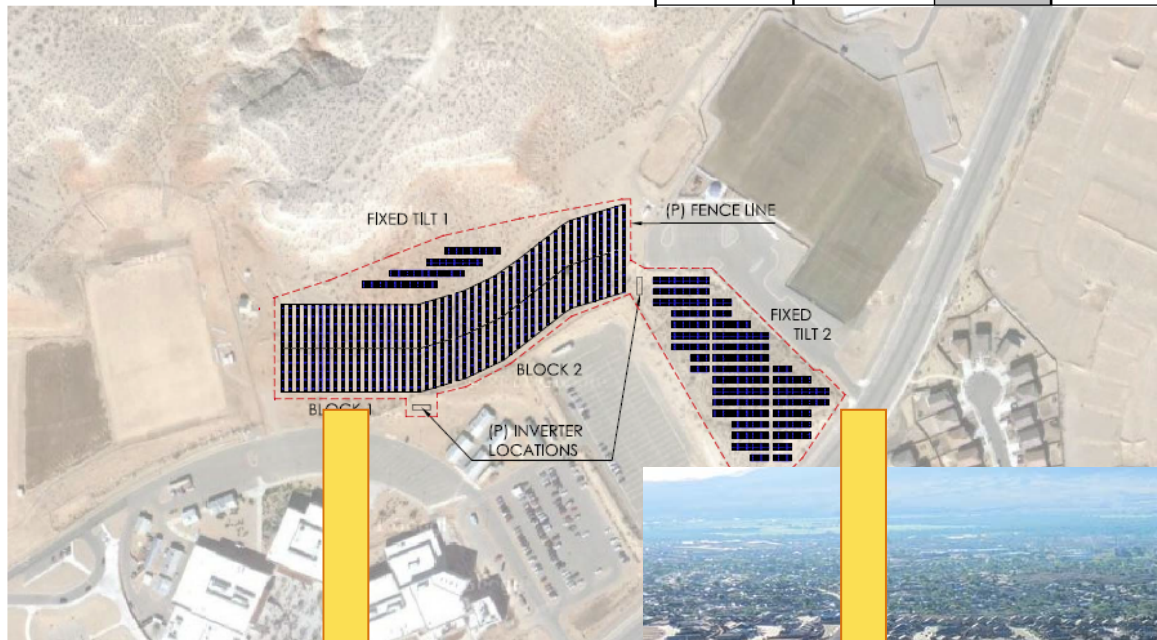 FIXED TILT 1
(P) FENCE LINE
FIXED
TILT 2
BLOCK 2
BLOCK 1
(P) INVERTER
LOCATIONS